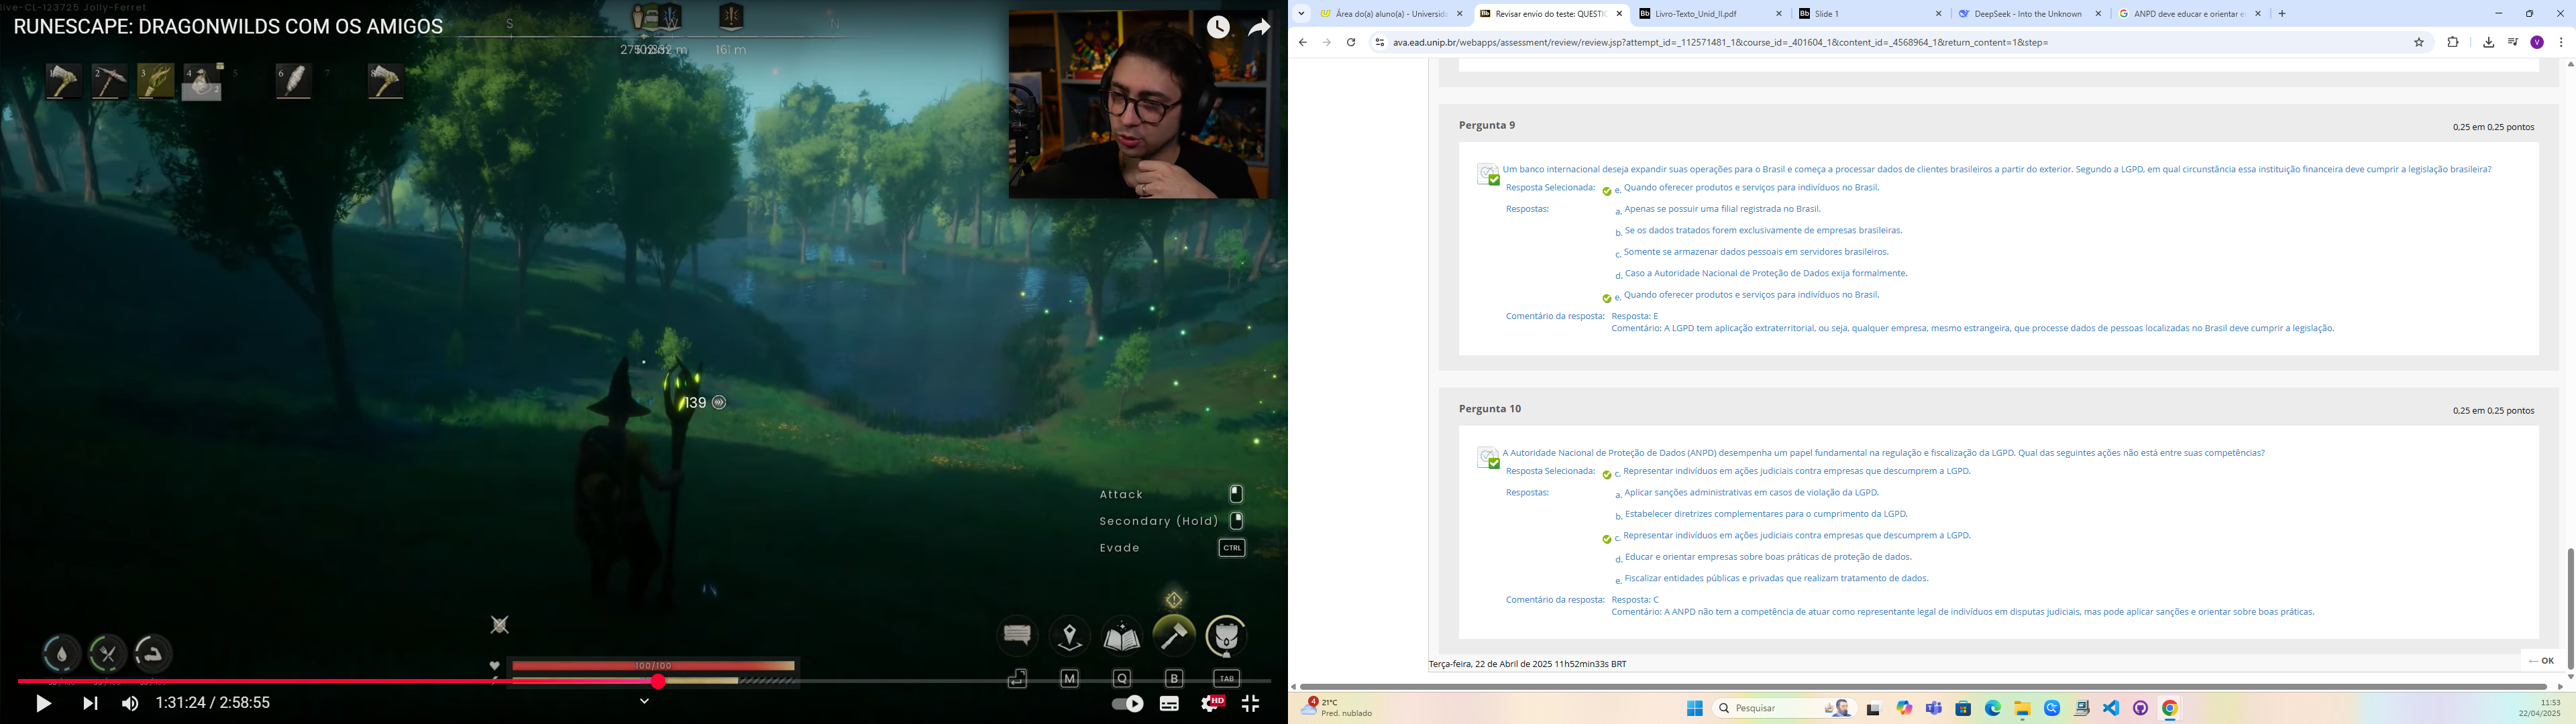 live-CL-123725 Jolly-Ferret
RUNESCAPE: DRAGONWILDS COM OS AMIGOS
S
W
N
161 m
1
2
3
4
5
6
7
8
2
139
Attack
Secondary (Hold)
Evade
CTRL
100/100
M
Q
B
TAB
1:31:24 / 2:58:55
HD
Área do(a) aluno(a) - Universida
Revisar envio do teste: QUESTIO
Livro-Texto_Unid_II.pdf
Slide 1
DeepSeek - Into the Unknown
ANPD deve educar e orientar e
ava.ead.unip.br/webapps/assessment/review/review.jsp?attempt_id=_112571481_1&course_id=_401604_1&content_id=_4568964_1&return_content=1&step=
V
Pergunta 9
0,25 em 0,25 pontos
Um banco internacional deseja expandir suas operações para o Brasil e começa a processar dados de clientes brasileiros a partir do exterior. Segundo a LGPD, em qual circunstância essa instituição financeira deve cumprir a legislação brasileira?
Resposta Selecionada: e. Quando oferecer produtos e serviços para indivíduos no Brasil.
Respostas: a. Apenas se possuir uma filial registrada no Brasil.
b. Se os dados tratados forem exclusivamente de empresas brasileiras.
c. Somente se armazenar dados pessoais em servidores brasileiros.
d. Caso a Autoridade Nacional de Proteção de Dados exija formalmente.
e. Quando oferecer produtos e serviços para indivíduos no Brasil.
Comentário da resposta: Resposta: E
Comentário: A LGPD tem aplicação extraterritorial, ou seja, qualquer empresa, mesmo estrangeira, que processe dados de pessoas localizadas no Brasil deve cumprir a legislação.
Pergunta 10
0,25 em 0,25 pontos
A Autoridade Nacional de Proteção de Dados (ANPD) desempenha um papel fundamental na regulação e fiscalização da LGPD. Qual das seguintes ações não está entre suas competências?
Resposta Selecionada: c. Representar indivíduos em ações judiciais contra empresas que descumprem a LGPD.
Respostas: a. Aplicar sanções administrativas em casos de violação da LGPD.
b. Estabelecer diretrizes complementares para o cumprimento da LGPD.
c. Representar indivíduos em ações judiciais contra empresas que descumprem a LGPD.
d. Educar e orientar empresas sobre boas práticas de proteção de dados.
e. Fiscalizar entidades públicas e privadas que realizam tratamento de dados.
Comentário da resposta: Resposta: C
Comentário: A ANPD não tem a competência de atuar como representante legal de indivíduos em disputas judiciais, mas pode aplicar sanções e orientar sobre boas práticas.
Terça-feira, 22 de Abril de 2025 11h52min33s BRT
← OK
4
21°C
Pred. nublado
Pesquisar
11:53
22/04/2025